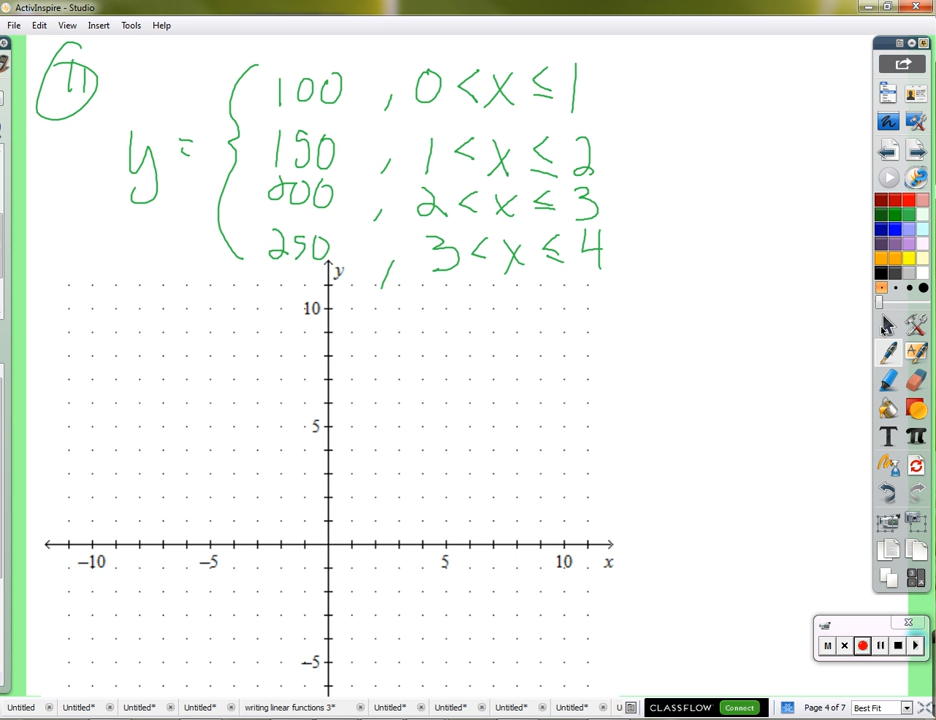 ActivInspire - Studio
File Edit View Insert Tools Help
11
y = { 100 , 0 < x ≤ 1
150 , 1 < x ≤ 2
200 , 2 < x ≤ 3
250 , 3 < x ≤ 4
y
10
5
-10 -5 5 10 x
-5
M
Untitled Untitled* Untitled* Untitled* writing linear functions 3* Untitled* Untitled* Untitled* Untitled* U CLASSFLOW Connect Page 4 of 7 Best Fit